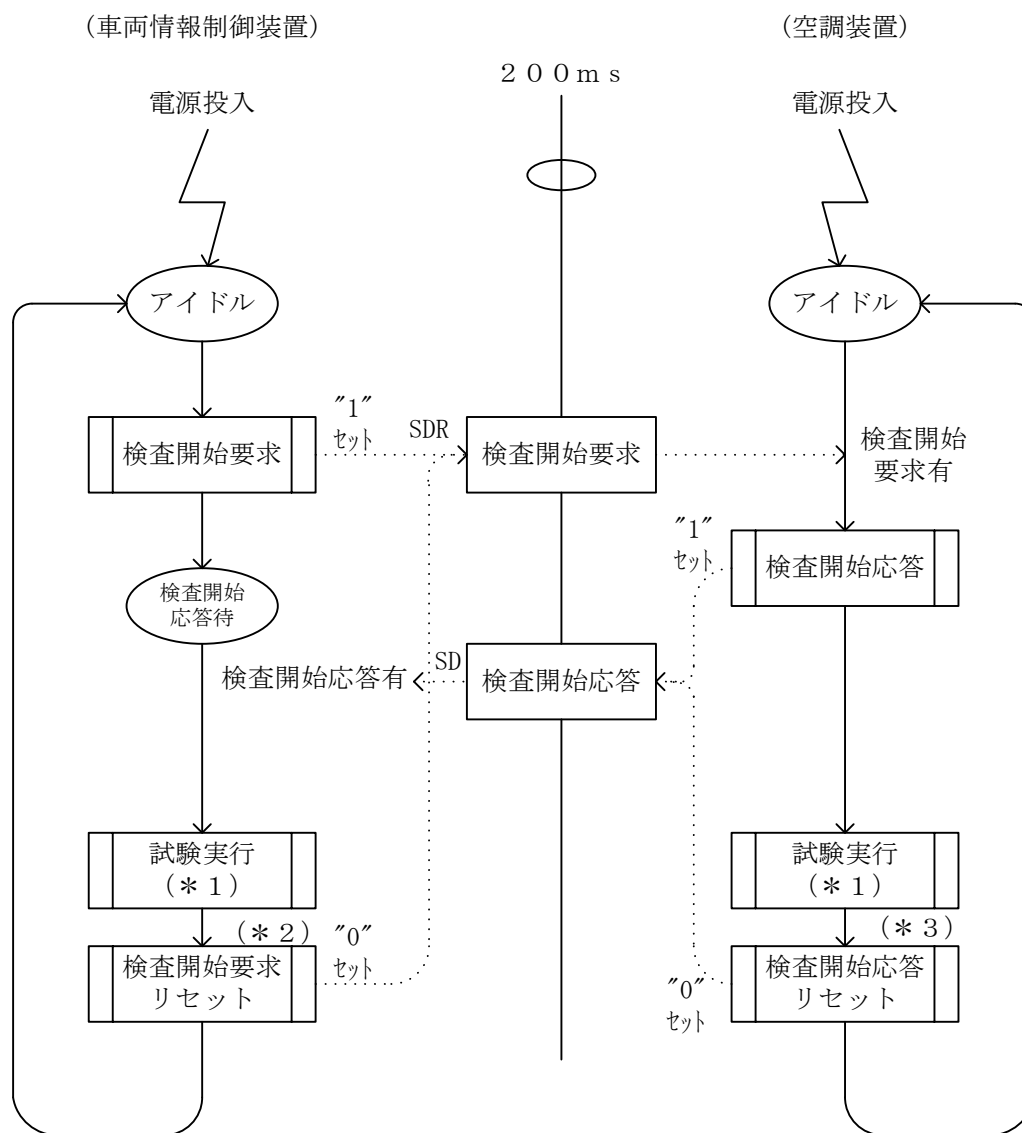 (車両情報制御装置)
(空調装置)
２００ｍｓ
電源投入
電源投入
アイドル
アイドル
"1"
セット
SDR
検査開始要求
検査開始要求
検査開始
要求有
"1"
セット
検査開始応答
検査開始
応答待
検査開始応答有
SD
検査開始応答
試験実行
(＊１)
試験実行
(＊１)
(＊２)
"0"
セット
(＊３)
検査開始要求
リセット
"0"
セット
検査開始応答
リセット